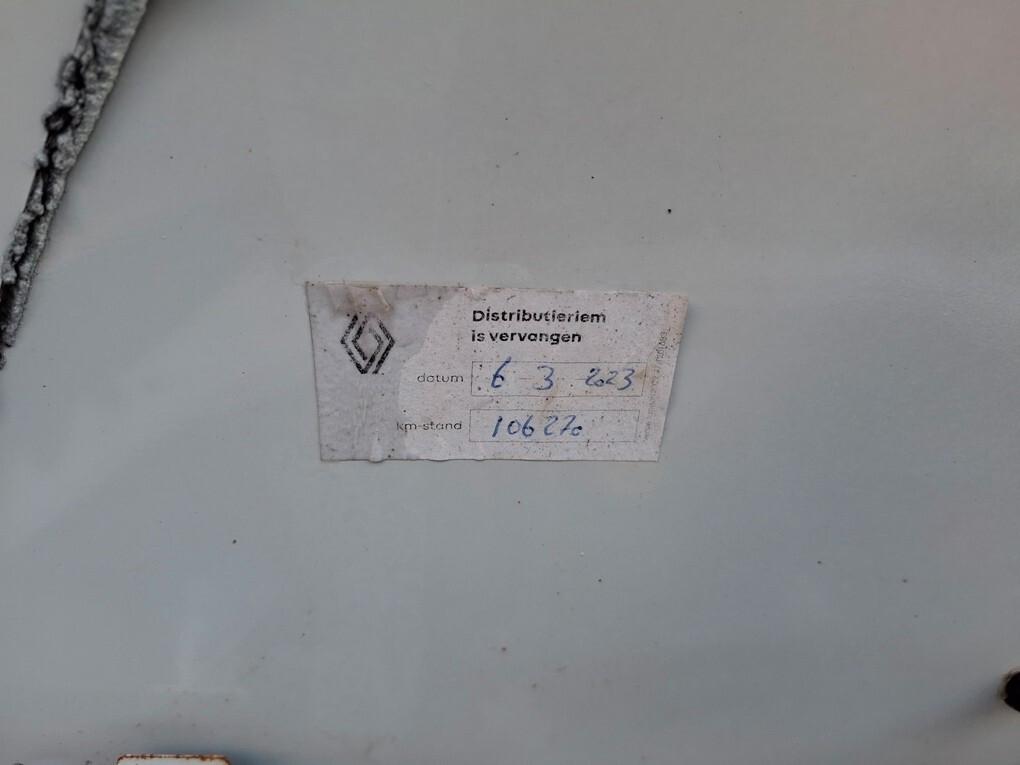 Distributieriem
is vervangen
datum 6-3 2023
km-stand 106270